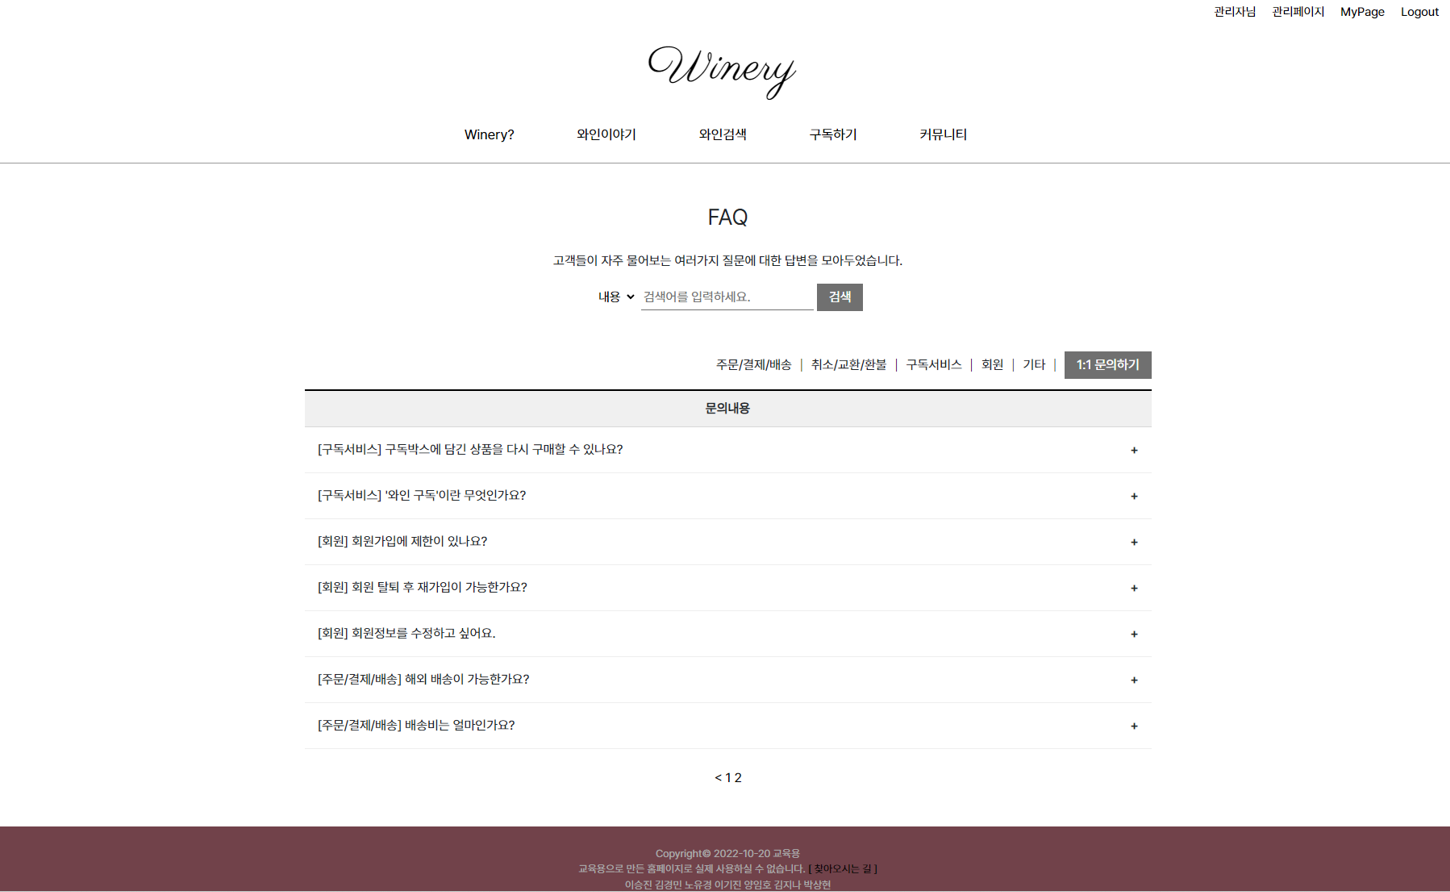 관리자님 관리페이지 MyPage Logout
Winery
Winery? 와인이야기 와인검색 구독하기 커뮤니티
FAQ
고객들이 자주 물어보는 여러가지 질문에 대한 답변을 모아두었습니다.
내용 검색어를 입력하세요. 검색
주문/결제/배송 | 취소/교환/환불 | 구독서비스 | 회원 | 기타 | 1:1 문의하기
문의내용
[구독서비스] 구독박스에 담긴 상품을 다시 구매할 수 있나요? +
[구독서비스] '와인 구독'이란 무엇인가요? +
[회원] 회원가입에 제한이 있나요? +
[회원] 회원 탈퇴 후 재가입이 가능한가요? +
[회원] 회원정보를 수정하고 싶어요. +
[주문/결제/배송] 해외 배송이 가능한가요? +
[주문/결제/배송] 배송비는 얼마인가요? +
< 1 2
Copyright© 2022-10-20 교육용
교육용으로 만든 홈페이지로 실제 사용하실 수 없습니다. [ 찾아오시는 길 ]
이승진 김경민 노유경 이기진 양임호 김지나 박상현